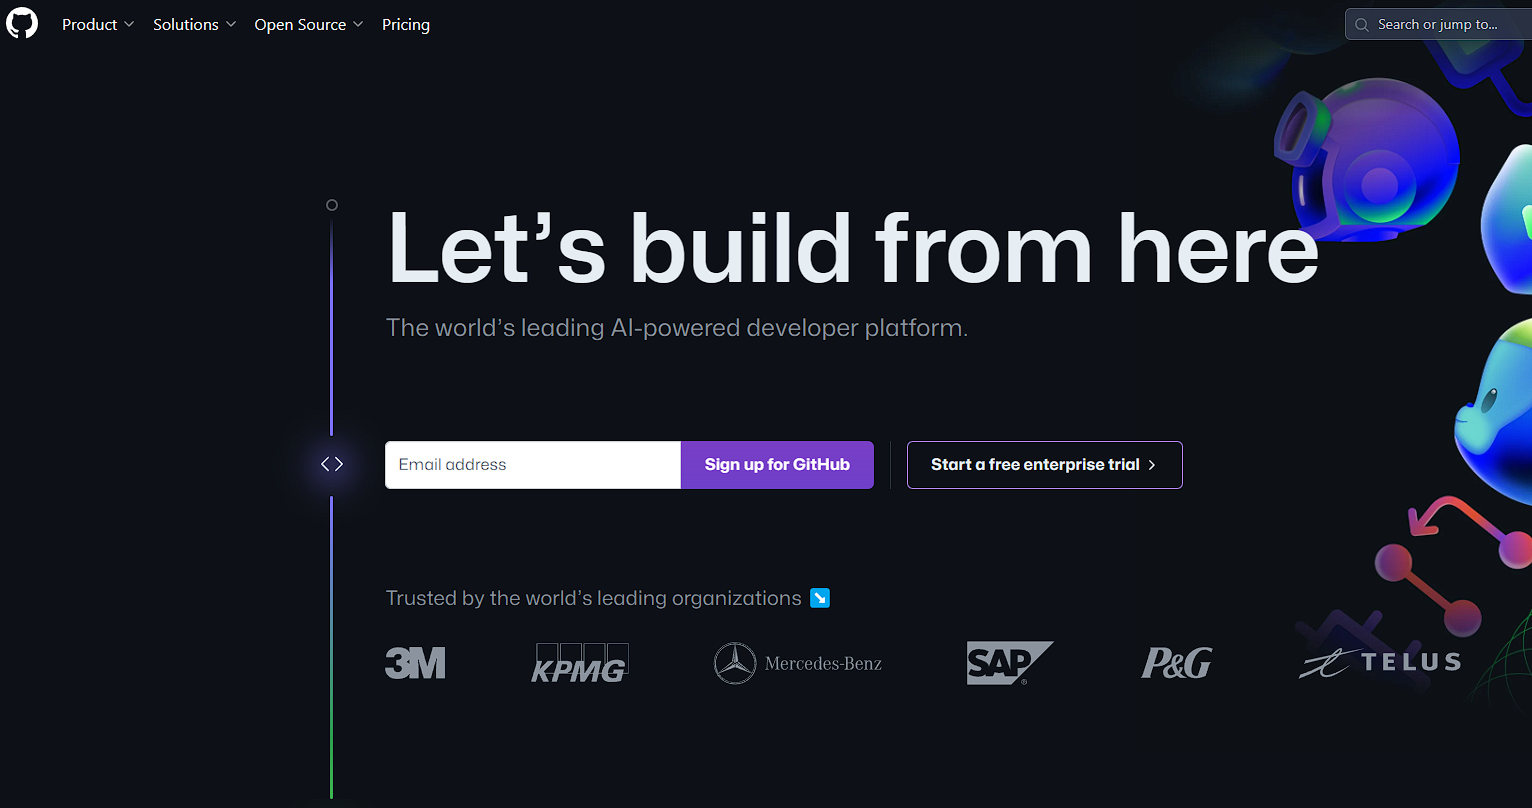 Product Solutions Open Source Pricing Search or jump to...
Let’s build from here
The world’s leading AI-powered developer platform.
Email address Sign up for GitHub Start a free enterprise trial
Trusted by the world’s leading organizations
3M KPMG Mercedes-Benz SAP® P&G TELUS